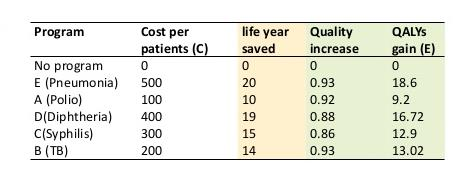 Program Cost per life year Quality QALYs
patients (C) saved increase gain (E)
No program 0 0 0 0
E (Pneumonia) 500 20 0.93 18.6
A (Polio) 100 10 0.92 9.2
D(Diphtheria) 400 19 0.88 16.72
C(Syphilis) 300 15 0.86 12.9
B (TB) 200 14 0.93 13.02